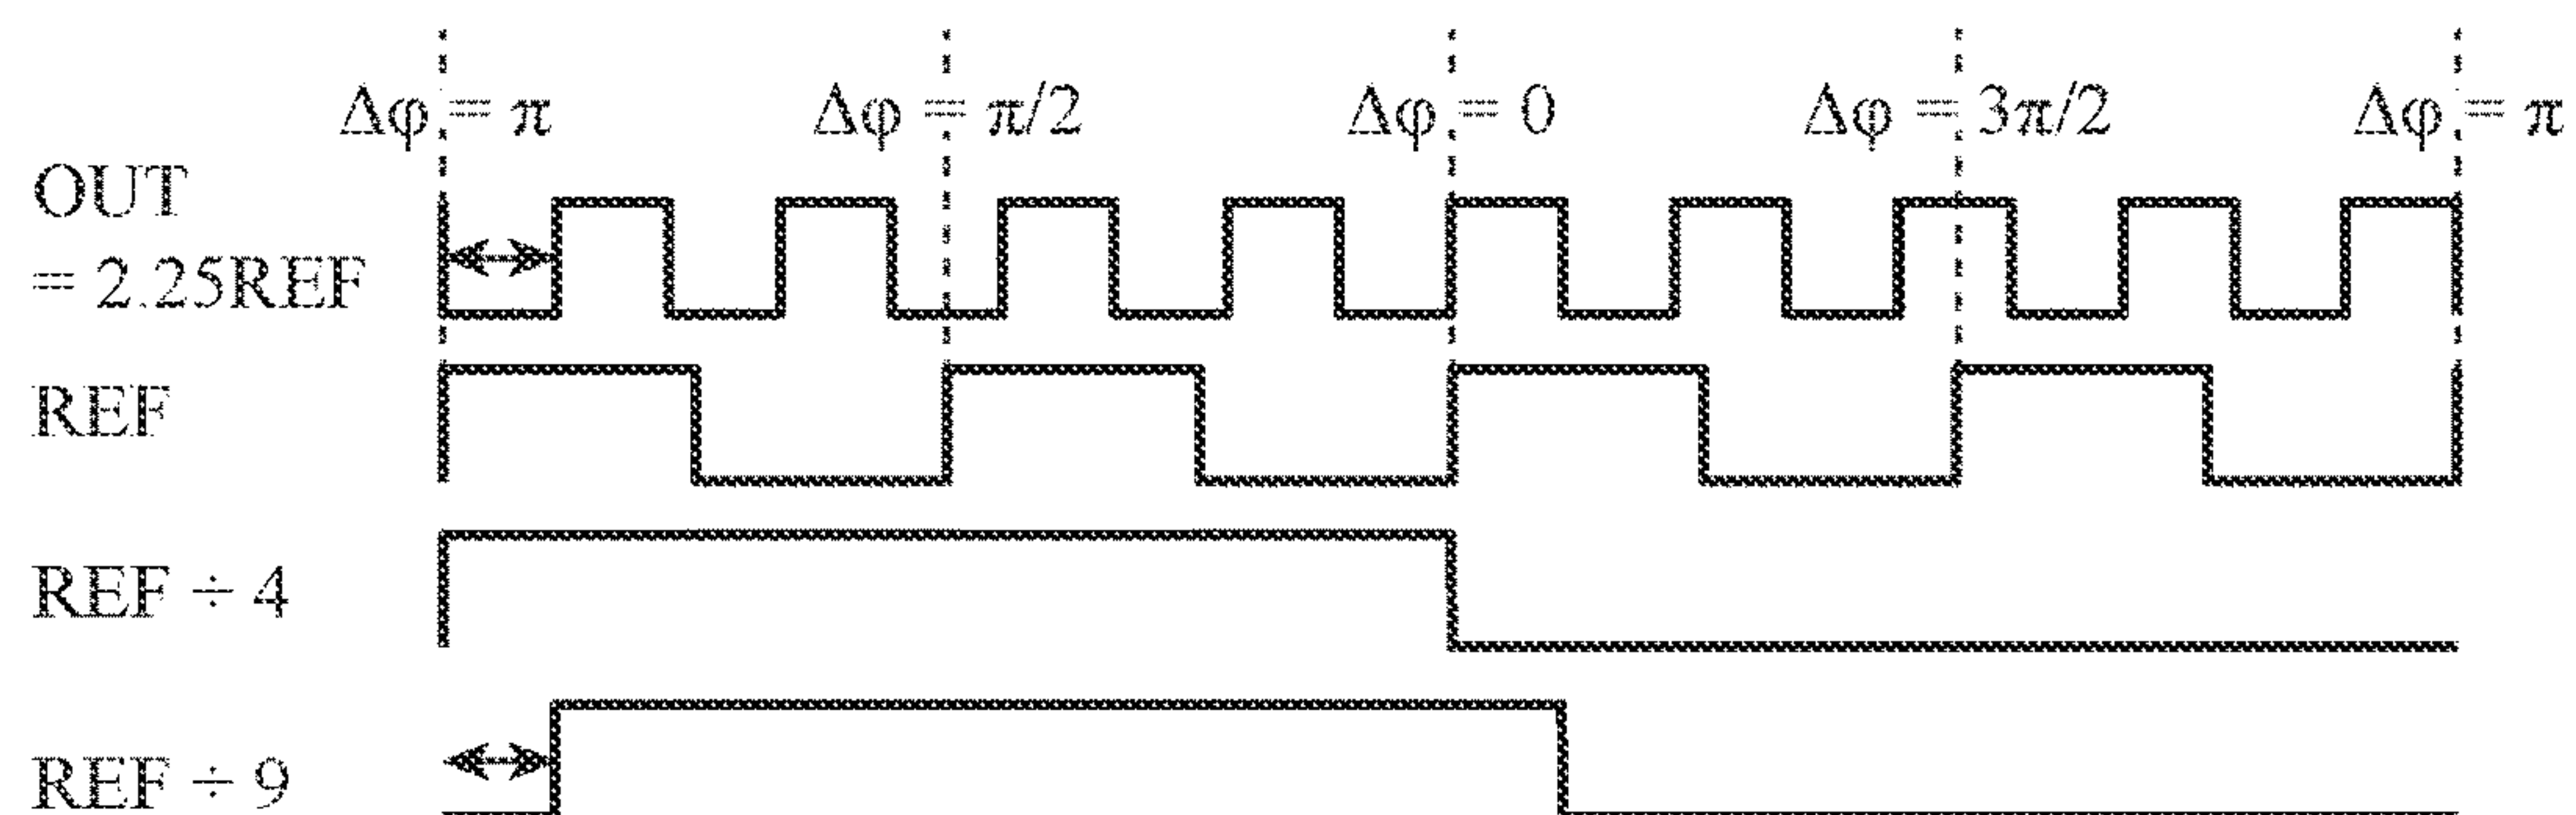 Δφ = π
Δφ = π/2
Δφ = 0
Δφ = 3π/2
Δφ = π
OUT
= 2.25REF
REF
REF ÷ 4
REF ÷ 9